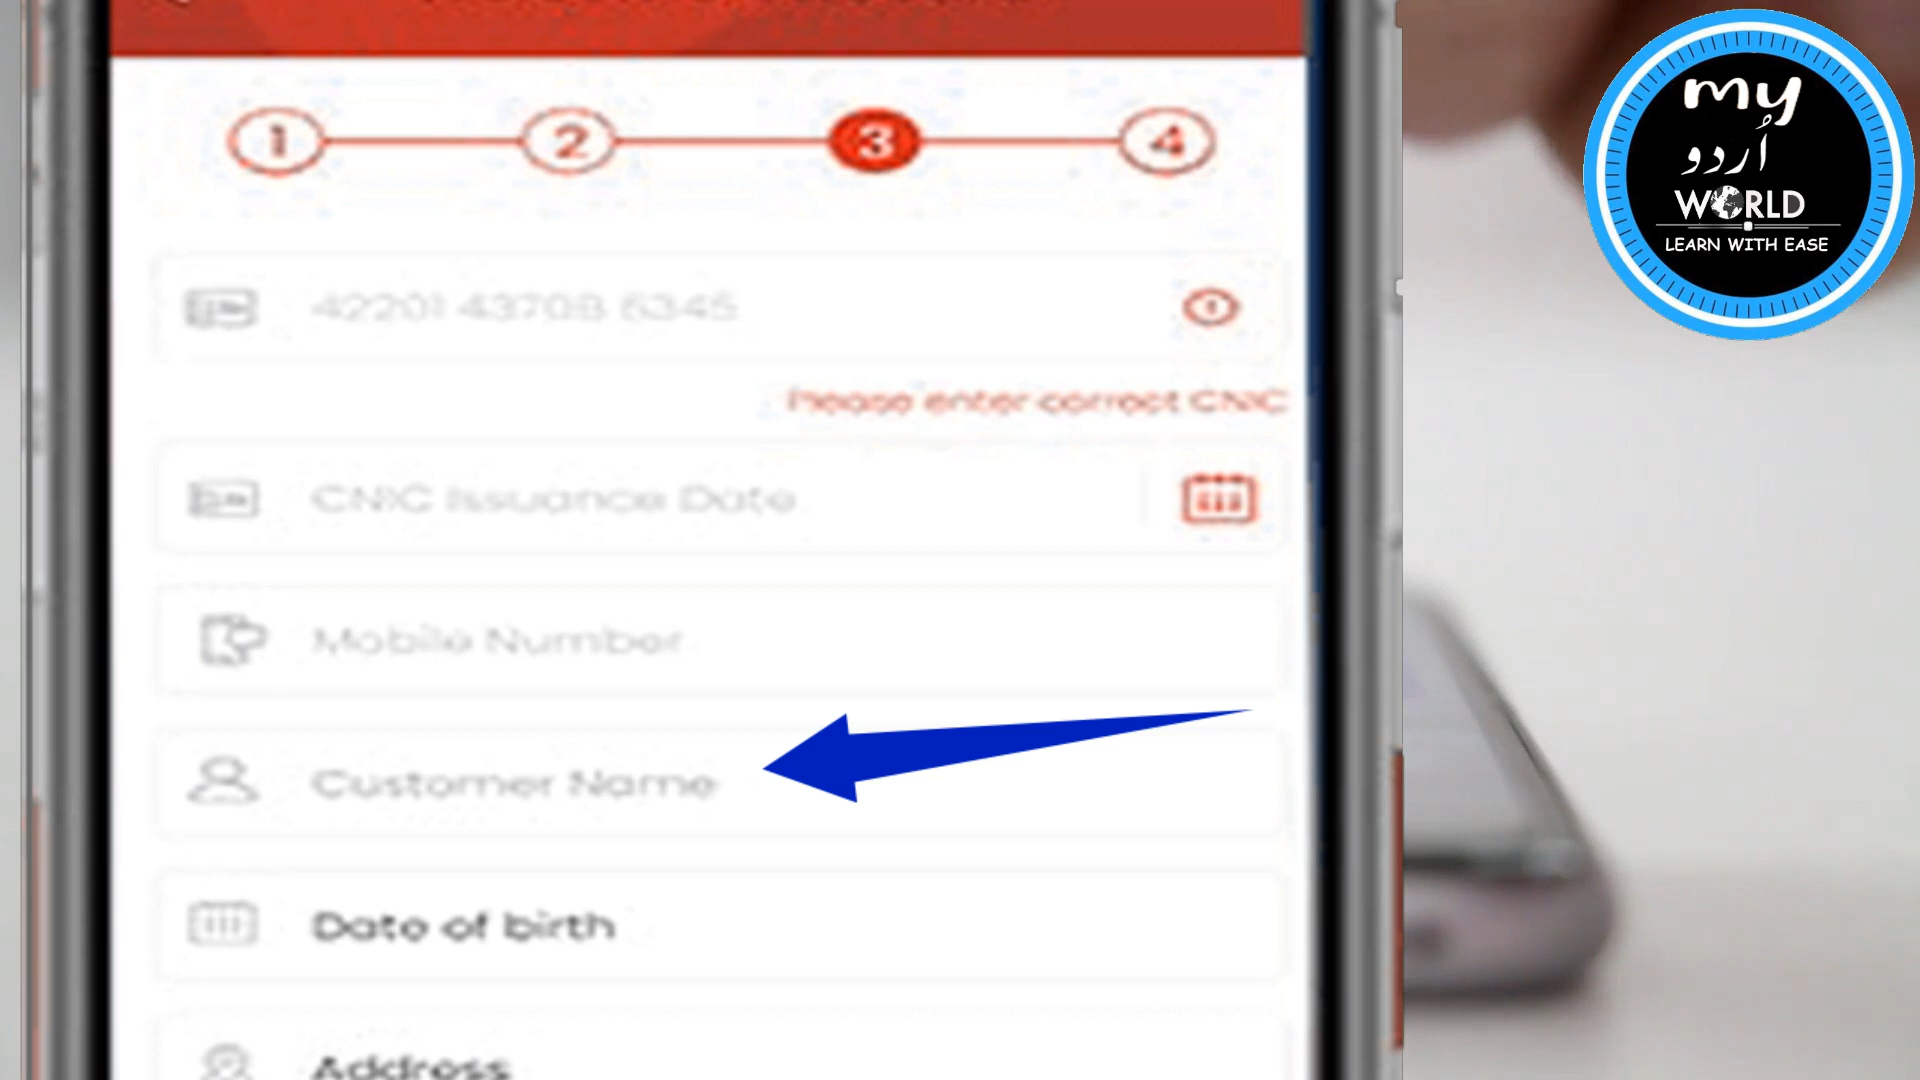 1 2 3 4
42201 43708 5345
Please enter correct CNIC
CNIC Issuance Date
Mobile Number
Customer Name
Date of birth
Address
my
اُردو
WORLD
LEARN WITH EASE